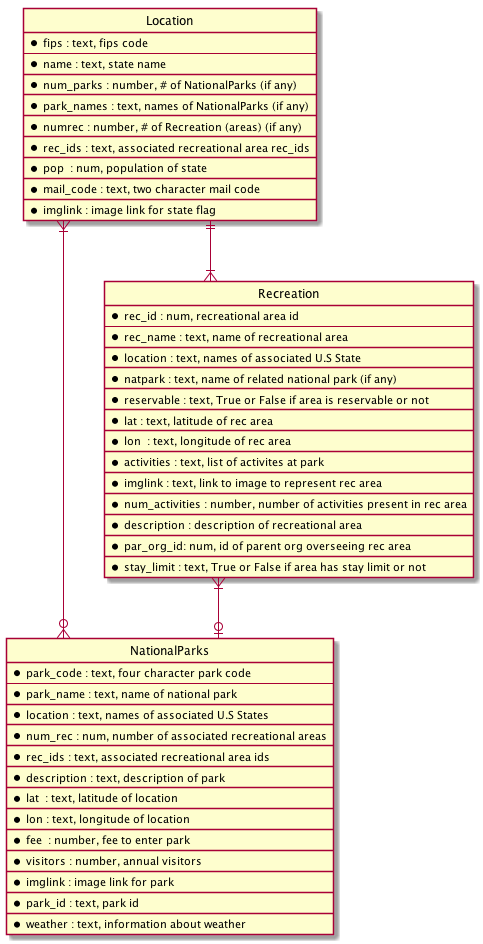 Location
fips : text, fips code
name : text, state name
num_parks : number, # of NationalParks (if any)
park_names : text, names of NationalParks (if any)
numrec : number, # of Recreation (areas) (if any)
rec_ids : text, associated recreational area rec_ids
pop  : num, population of state
mail_code : text, two character mail code
imglink : image link for state flag
Recreation
rec_id : num, recreational area id
rec_name : text, name of recreational area
location : text, names of associated U.S State
natpark : text, name of related national park (if any)
reservable : text, True or False if area is reservable or not
lat : text, latitude of rec area
lon  : text, longitude of rec area
activities : text, list of activites at park
imglink : text, link to image to represent rec area
num_activities : number, number of activities present in rec area
description : description of recreational area
par_org_id: num, id of parent org overseeing rec area
stay_limit : text, True or False if area has stay limit or not
NationalParks
park_code : text, four character park code
park_name : text, name of national park
location : text, names of associated U.S States
num_rec : num, number of associated recreational areas
rec_ids : text, associated recreational area ids
description : text, description of park
lat  : text, latitude of location
lon : text, longitude of location
fee  : number, fee to enter park
visitors : number, annual visitors
imglink : image link for park
park_id : text, park id
weather : text, information about weather